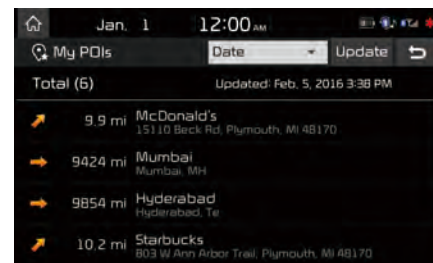 Jan. 1 12:00 AM
My POIs Date Update
Total (6) Updated: Feb. 5, 2016 3:38 PM
9.9 mi McDonald's
15110 Beck Rd, Plymouth, MI 48170
9424 mi Mumbai
Mumbai, MH
9854 mi Hyderabad
Hyderabad, Te
10.2 mi Starbucks
803 W Ann Arbor Trail, Plymouth, MI 48170